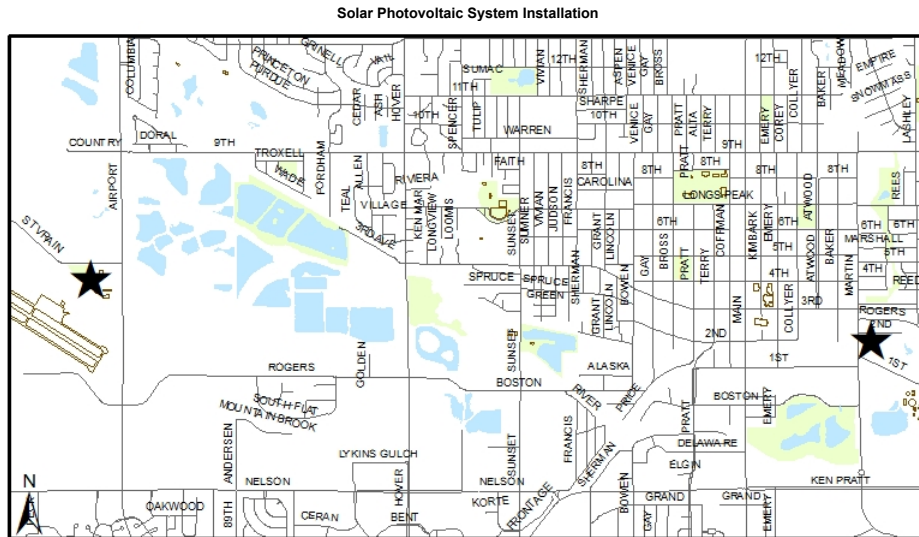 Solar Photovoltaic System Installation
COLUMBIA
GRINELL
PRINCETON
PURDUE
VAIL
CEDAR
ASH
HOVER
SUMAC
11TH
VIVIAN
12TH
SHERMAN
ASPEN
VENICE
GAY
BROSS
12TH
COLLYER
BAKER
MEADOW
EMPIRE
SNOWMASS
LASHLEY
10TH
SPENCER
TULIP
WARREN
SHARPE
10TH
VENICE
GAY
PRATT
ALTA
TERRY
9TH
EMERY
COREY
COUNTRY
DORAL
9TH
TROXELL
WADE
FORDHAM
TEAL
ALLEN
RIVIERA
VILLAGE
FAITH
8TH
CAROLINA
8TH
PRATT
8TH
8TH
8TH
LONGS PEAK
REES
AIRPORT
KEN MAR
LONGVIEW
LOOMIS
SUNSET
SUMNER
VIVIAN
JUDSON
FRANCIS
GRANT
LINCOLN
6TH
COFFMAN
KIMBARK
EMERY
6TH
5TH
ATWOOD
6TH
6TH
MARSHALL
5TH
ST VRAIN
3RD AVE
SPRUCE
SPRUCE
GREEN
SHERMAN
BOWEN
GAY
BROSS
PRATT
TERRY
4TH
ATWOOD
BAKER
MARTIN
4TH
REED
GRANT
LINCOLN
MAIN
COLLYER
3RD
ROGERS
2ND
2ND
GOLDEN
SUNSET
ROGERS
ALASKA
1ST
1ST
BOSTON
RIVER
PRICE
SOUTH FLAT
MOUNTAIN BROOK
BOSTON
EMERY
PRATT
ANDERSEN
LYKINS GULCH
SUNSET
FRANCIS
SHERMAN
DELAWARE
ELGIN
NELSON
HOVER
NELSON
BOWEN
KEN PRATT
N
OAKWOOD
89TH
CERAN
BENT
KORTE
FRONTAGE
GRAND
GAY
GRAND
EMERY